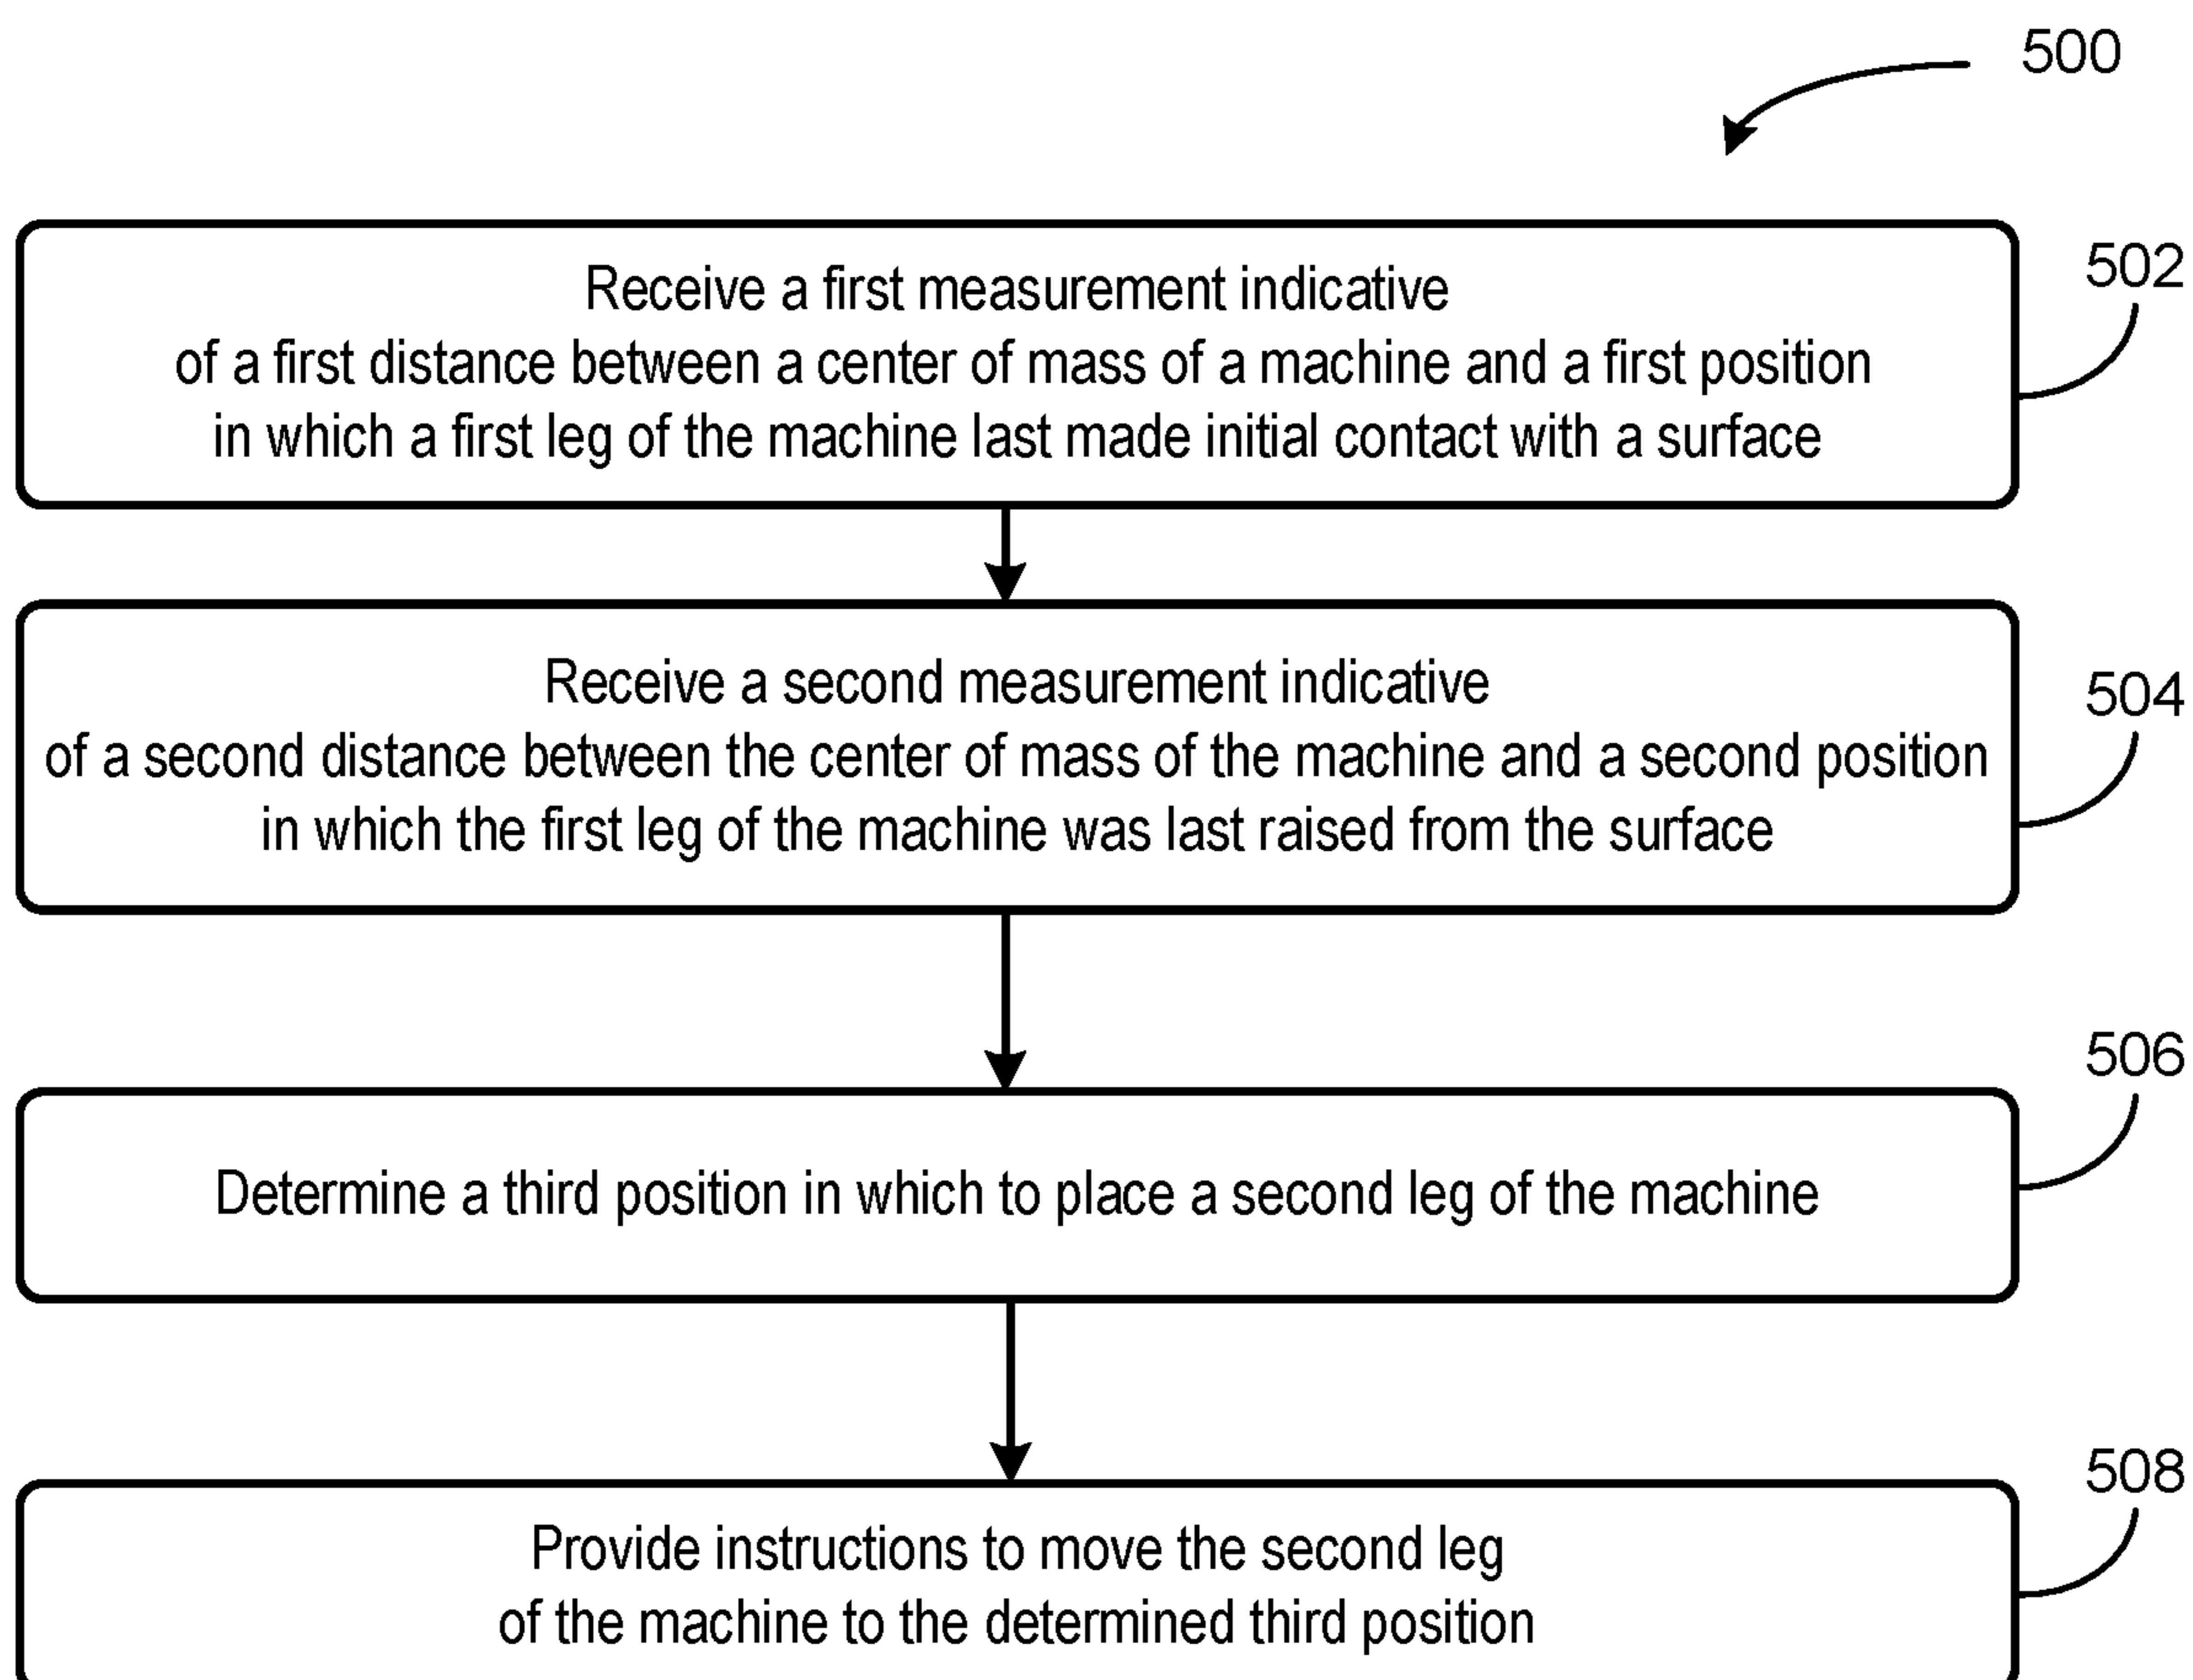 500
502
Receive a first measurement indicative
of a first distance between a center of mass of a machine and a first position
in which a first leg of the machine last made initial contact with a surface
504
Receive a second measurement indicative
of a second distance between the center of mass of the machine and a second position
in which the first leg of the machine was last raised from the surface
506
Determine a third position in which to place a second leg of the machine
508
Provide instructions to move the second leg
of the machine to the determined third position